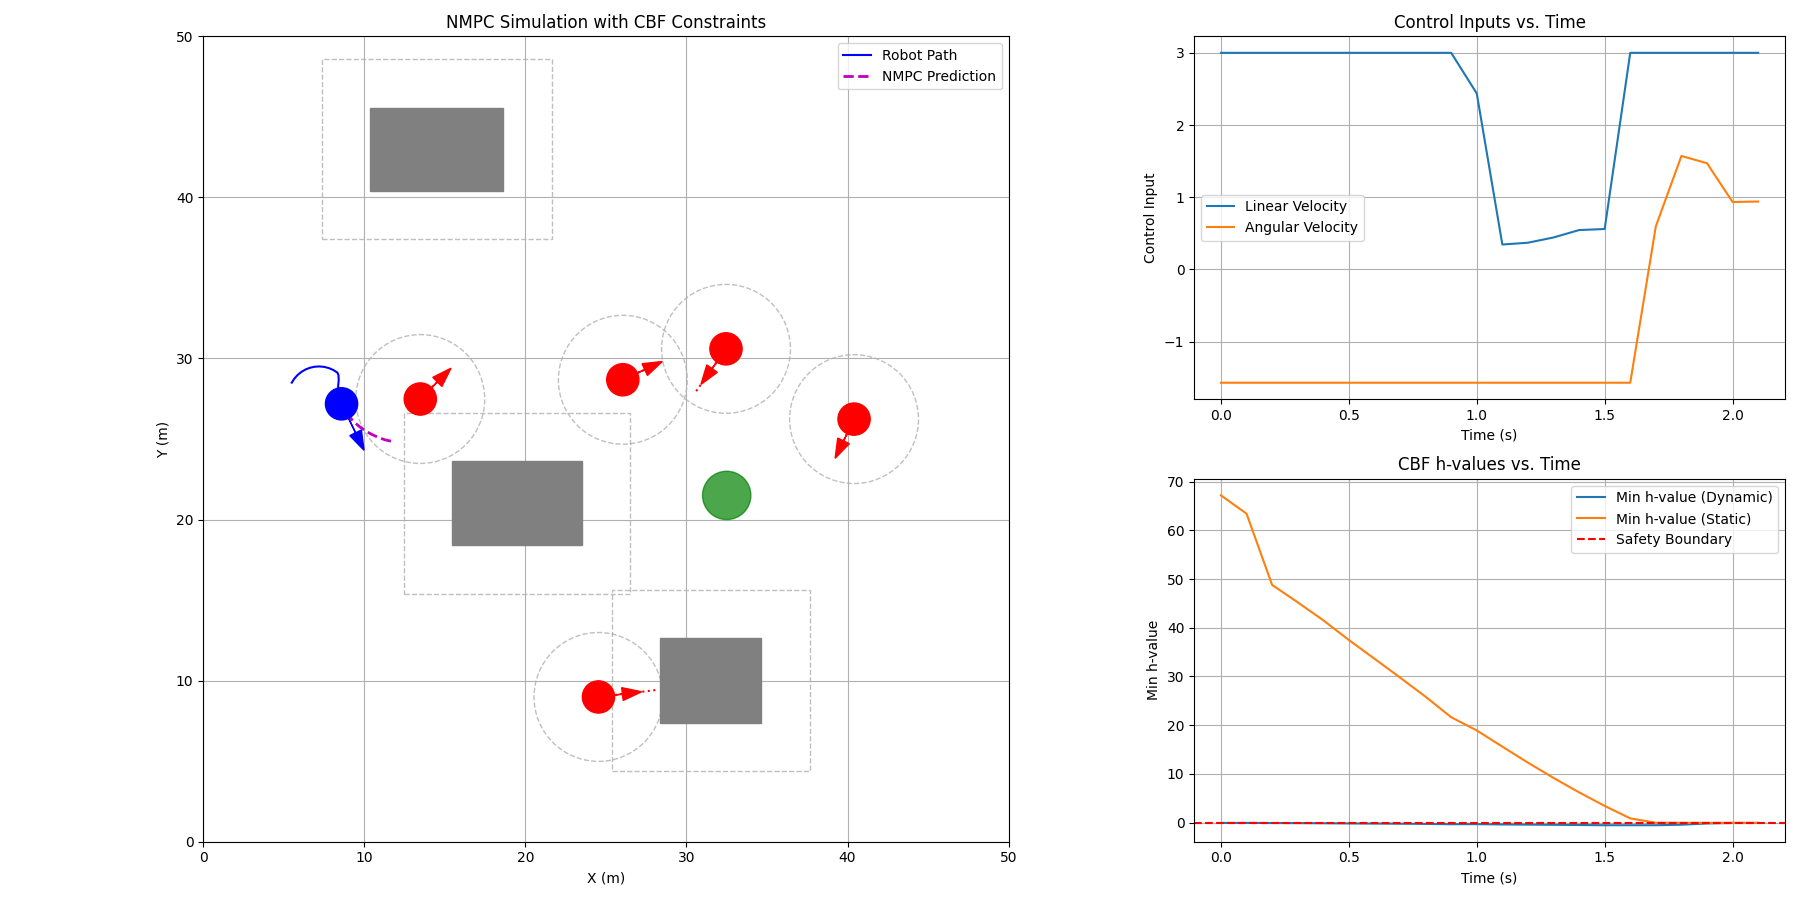 NMPC Simulation with CBF Constraints
50
40
30
20
10
0
Y (m)
0 10 20 30 40 50
X (m)
Robot Path
NMPC Prediction
Control Inputs vs. Time
3
2
1
0
−1
Control Input
Linear Velocity
Angular Velocity
0.0 0.5 1.0 1.5 2.0
Time (s)
CBF h-values vs. Time
70
60
50
40
30
20
10
0
Min h-value
Min h-value (Dynamic)
Min h-value (Static)
Safety Boundary
0.0 0.5 1.0 1.5 2.0
Time (s)